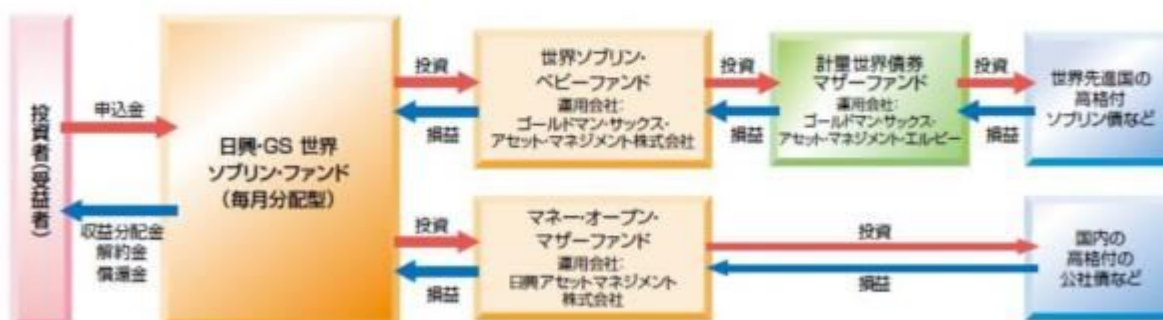 投資者(受益者)
申込金
収益分配金
解約金
償還金
日興・GS 世界
ソブリン・ファンド
(毎月分配型)
投資
損益
世界ソブリン・
ベビーファンド
運用会社:
ゴールドマン・サックス・
アセット・マネジメント株式会社
投資
損益
計量世界債券
マザーファンド
運用会社:
ゴールドマン・サックス・
アセット・マネジメント・エルピー
投資
損益
世界先進国の
高格付
ソブリン債など
投資
損益
マネー・オープン・
マザーファンド
運用会社:
日興アセットマネジメント
株式会社
投資
損益
国内の
高格付の
公社債など